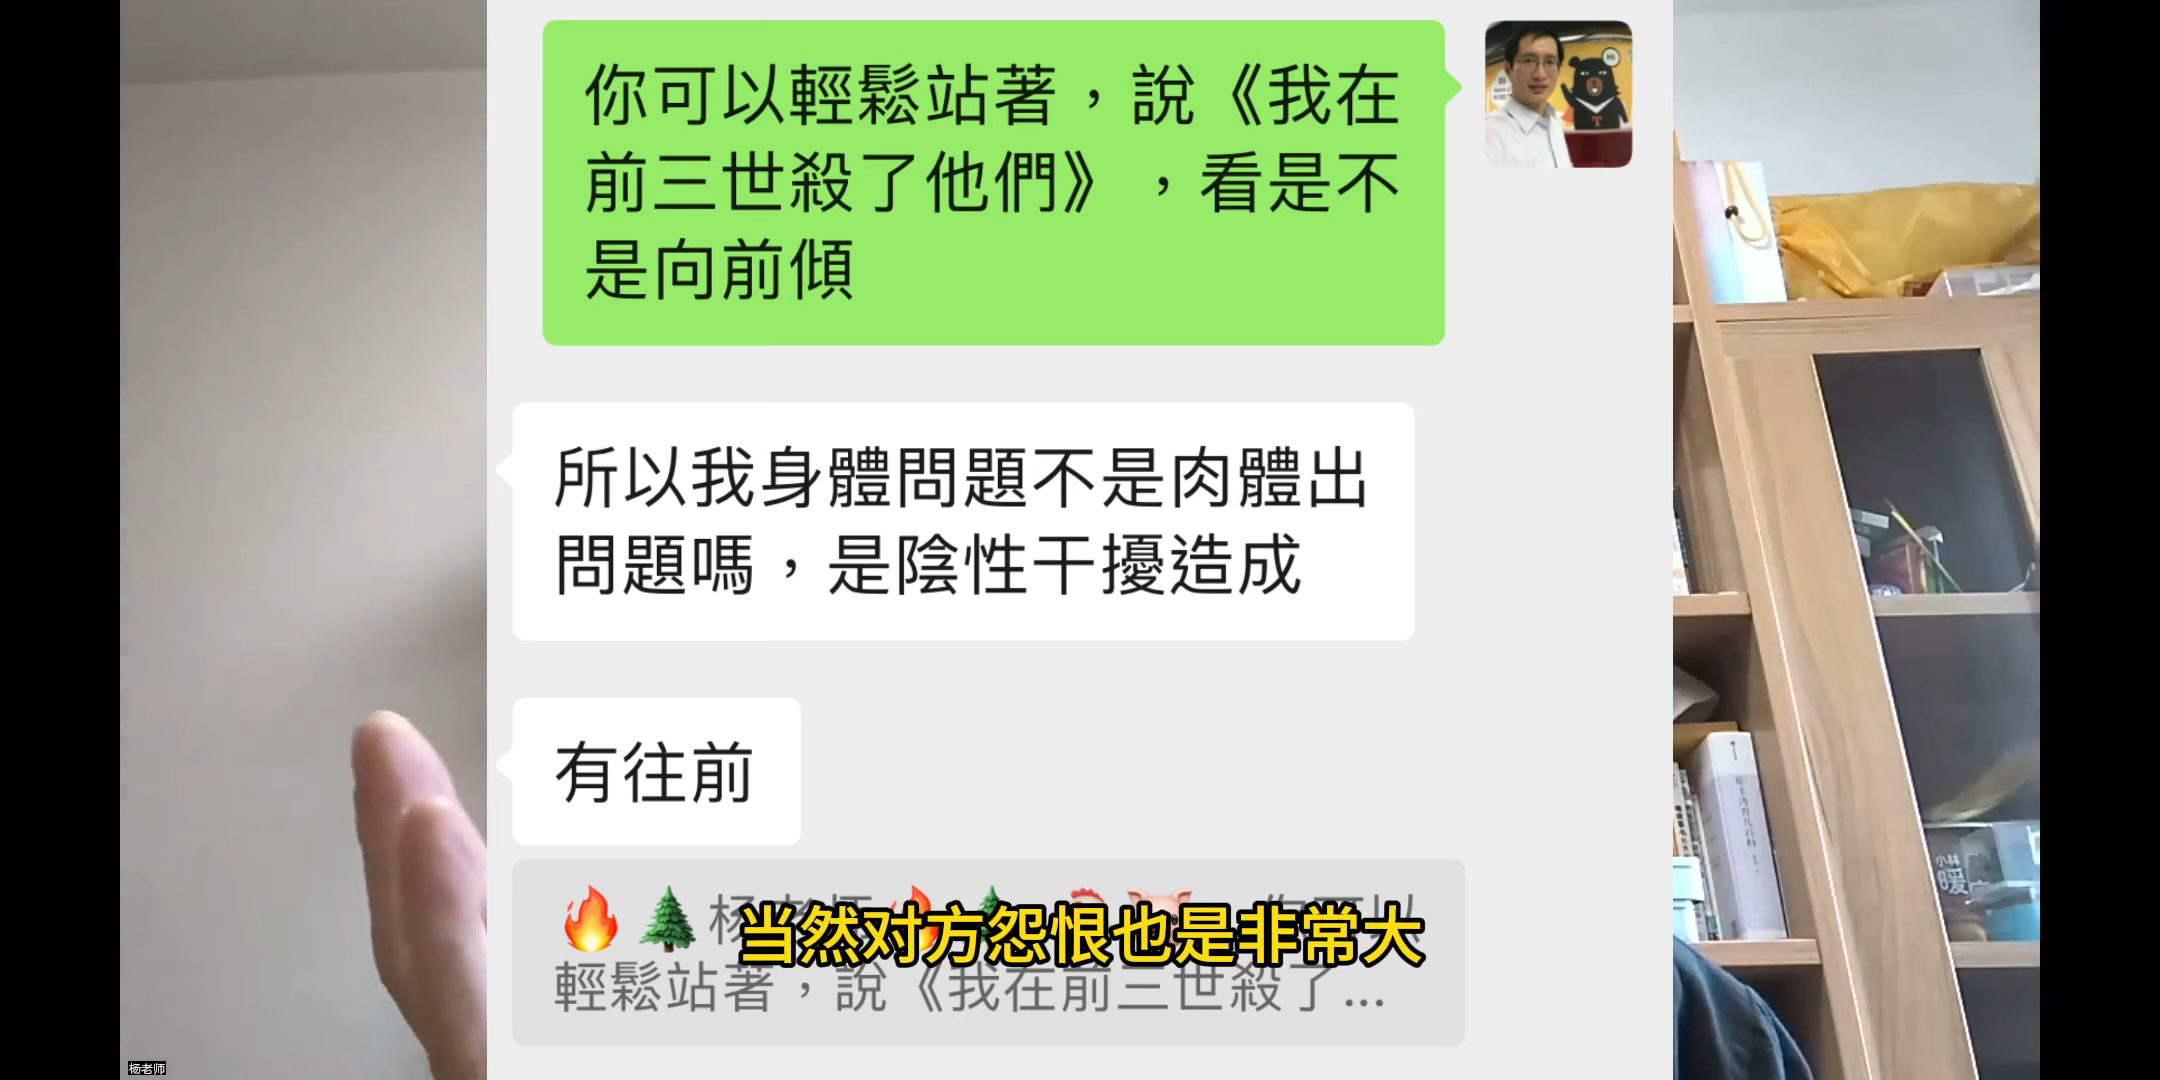 你可以輕鬆站著，說《我在
前三世殺了他們》，看是不
是向前傾
所以我身體問題不是肉體出
問題嗎，是陰性干擾造成
有往前
当然对方怨恨也是非常大
輕鬆站著，說《我在前三世殺了...
小林
暖
杨老师